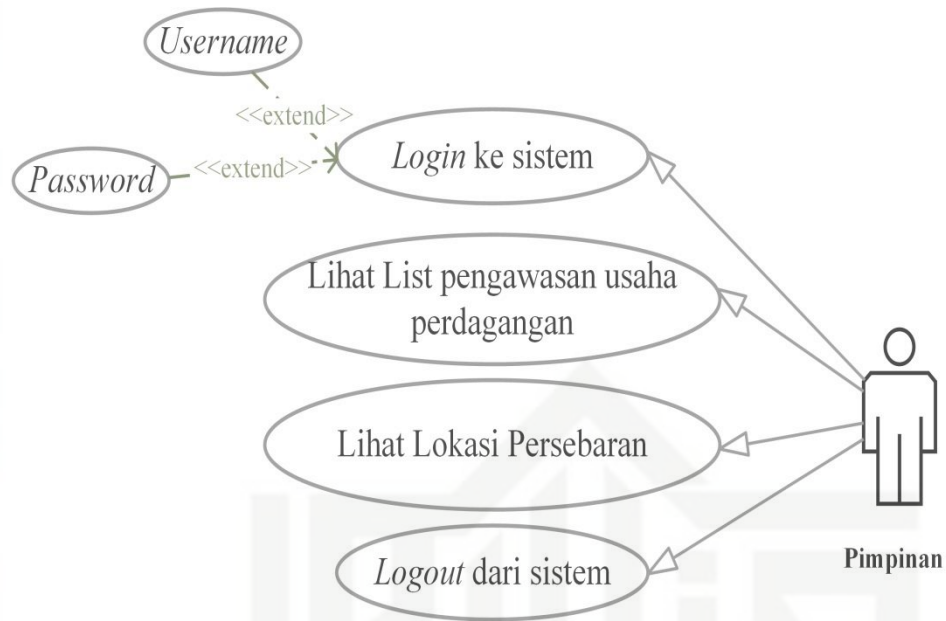 Username
<<extend>>
Password
<<extend>>
Login ke sistem
Lihat List pengawasan usaha
perdagangan
Lihat Lokasi Persebaran
Logout dari sistem
Pimpinan